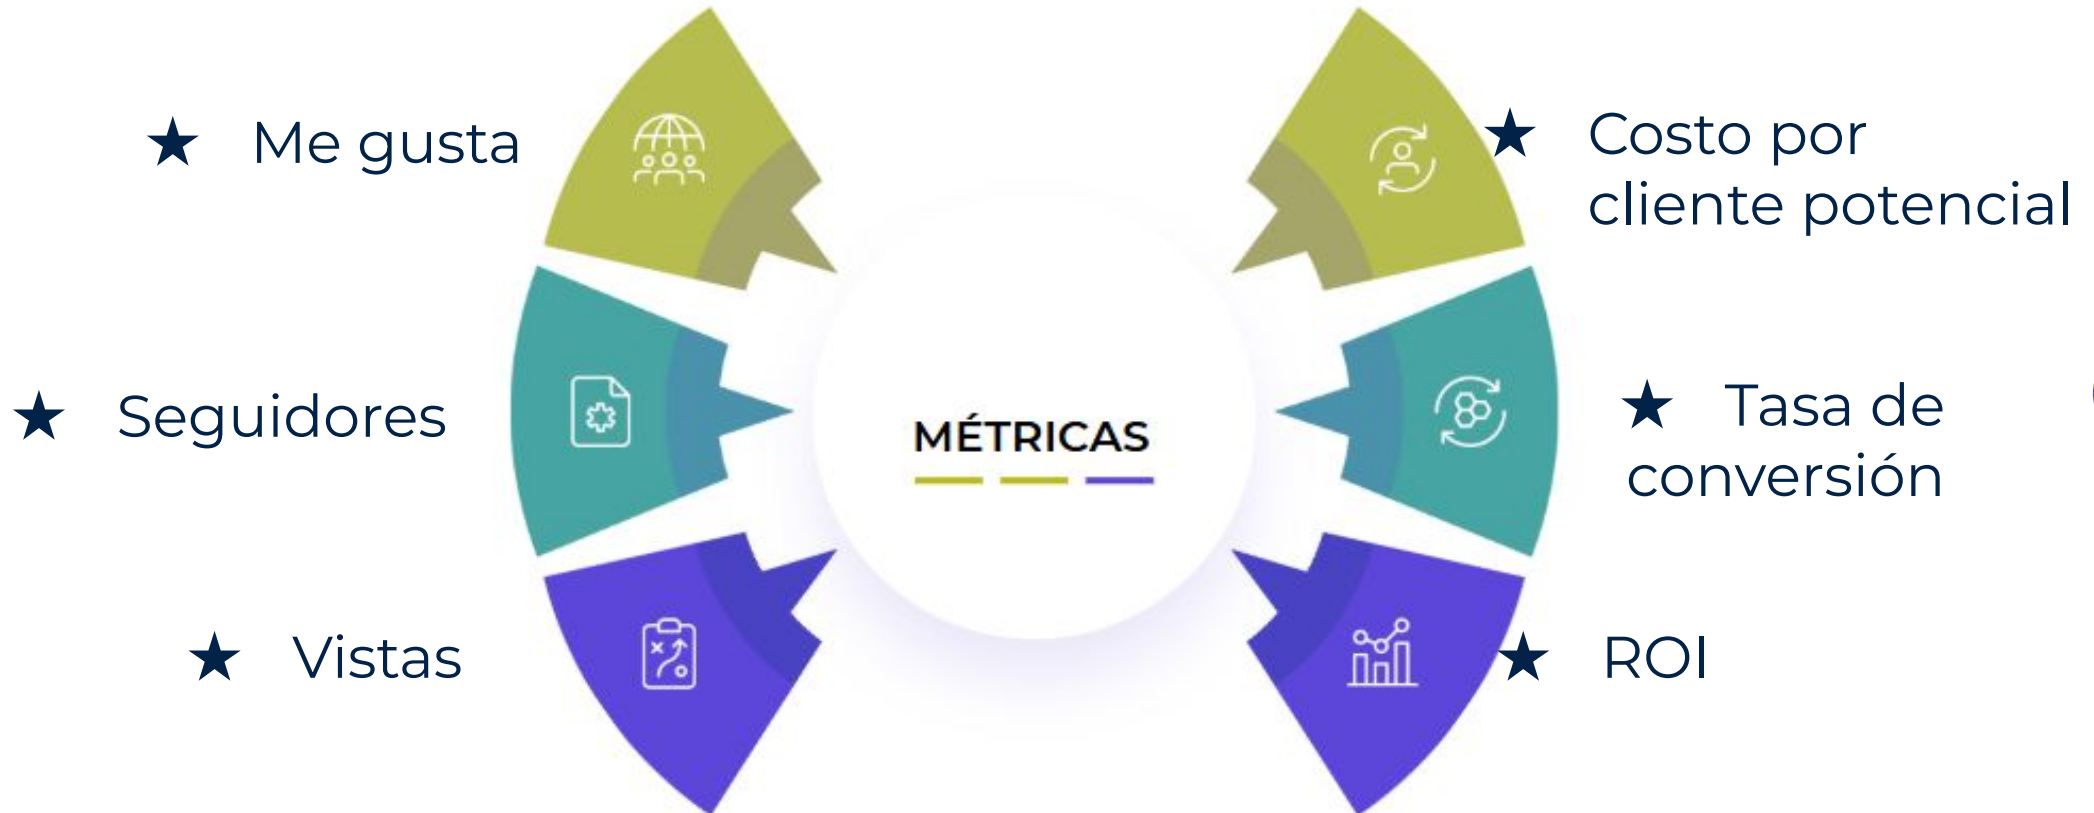 ★ Me gusta
★ Seguidores
★ Vistas
MÉTRICAS
★ Costo por
cliente potencial
★ Tasa de
conversión
★ ROI